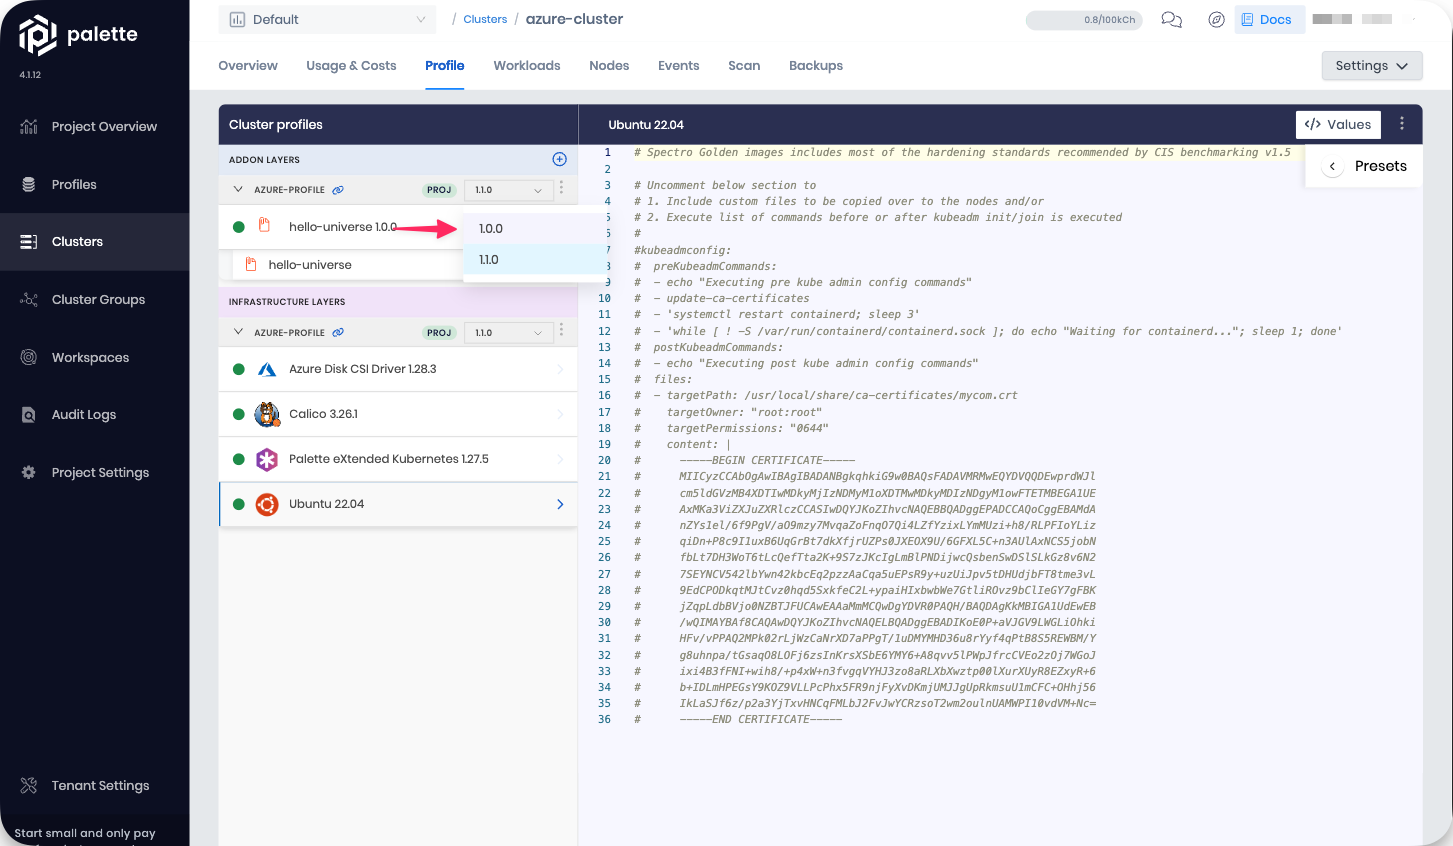 palette
4.1.12
Project Overview
Profiles
Clusters
Cluster Groups
Workspaces
Audit Logs
Project Settings
Tenant Settings
Start small and only pay
Default
/ Clusters / azure-cluster
0.8/100kCh
Docs
Overview Usage & Costs Profile Workloads Nodes Events Scan Backups
Settings
Cluster profiles
ADDON LAYERS
AZURE-PROFILE PROJ 1.1.0
hello-universe 1.0.0
1.0.0
1.1.0
hello-universe
INFRASTRUCTURE LAYERS
AZURE-PROFILE PROJ 1.1.0
Azure Disk CSI Driver 1.28.3
Calico 3.26.1
Palette eXtended Kubernetes 1.27.5
Ubuntu 22.04
Ubuntu 22.04
</> Values
Presets
1 # Spectro Golden images includes most of the hardening standards recommended by CIS benchmarking v1.5
2
3 # Uncomment below section to
4 # 1. Include custom files to be copied over to the nodes and/or
5 # 2. Execute list of commands before or after kubeadm init/join is executed
6 #
7 #kubeadmconfig:
8 #  preKubeadmCommands:
9 #  - echo "Executing pre kube admin config commands"
10 #  - update-ca-certificates
11 #  - 'systemctl restart containerd; sleep 3'
12 #  - 'while [ ! -S /var/run/containerd/containerd.sock ]; do echo "Waiting for containerd..."; sleep 1; done'
13 #  postKubeadmCommands:
14 #  - echo "Executing post kube admin config commands"
15 #  files:
16 #  - targetPath: /usr/local/share/ca-certificates/mycom.crt
17 #    targetOwner: "root:root"
18 #    targetPermissions: "0644"
19 #    content: |
20 #      -----BEGIN CERTIFICATE-----
21 #      MIICyzCCAbOgAwIBAgIBADANBgkqhkiG9w0BAQsFADAVMRMwEQYDVQQDEwprdWJl
22 #      cm5ldGVzMB4XDTIwMDkyMjIzNDMyM1oXDTMwMDkyMDIzNDgyM1owFTETMBEGA1UE
23 #      AxMKa3ViZXJuZXRlczCCASIwDQYJKoZIhvcNAQEBBQADggEPADCCAQoCggEBAMdA
24 #      nZYs1el/6f9PgV/aO9mzy7MvqaZoFnqO7Qi4LZfYzixLYmMUzi+h8/RLPFIoYLiz
25 #      qiDn+P8c9I1uxB6UqGrBt7dkXfjrUZPs0JXEOX9U/6GFXL5C+n3AUlAxNCS5jobN
26 #      fbLt7DH3WoT6tLcQefTta2K+9S7zJKcIgLmBlPNDijwcQsbenSwDSlSLkGz8v6N2
27 #      7SEYNCV542lbYwn42kbcEq2pzzAaCqa5uEPsR9y+uzUiJpv5tDHUdjbFT8tme3vL
28 #      9EdCPODkqtMJtCvz0hqd5SxkfeC2L+ypaiHIxbwbWe7GtliROvz9bClIeGY7gFBK
29 #      jZqpLdbBVjo0NZBTJFUCAwEAAaMmMCQwDgYDVR0PAQH/BAQDAgKkMBIGA1UdEwEB
30 #      /wQIMAYBAf8CAQAwDQYJKoZIhvcNAQELBQADggEBADIKoE0P+aVJGV9LWGLiOhki
31 #      HFv/vPPAQ2MPk02rLjWzCaNrXD7aPPgT/1uDMYMHD36u8rYyf4qPtB8S5REWBM/Y
32 #      g8uhnpa/tGsaqO8LOFj6zsInKrsXSbE6YMY6+A8qvv5lPWpJfrcCVEo2zOj7WGoJ
33 #      ixi4B3fFNI+wih8/+p4xW+n3fvgqVYHJ3zo8aRLXbXwztp00lXurXUyR8EZxyR+6
34 #      b+IDLmHPEGsY9KOZ9VLLPcPhx5FR9njFyXvDKmjUMJJgUpRkmsuU1mCFC+OHhj56
35 #      IkLaSJf6z/p2a3YjTxvHNCqFMLbJ2FvJwYCRzsoT2wm2oulnUAMWPI10vdVM+Nc=
36 #      -----END CERTIFICATE-----